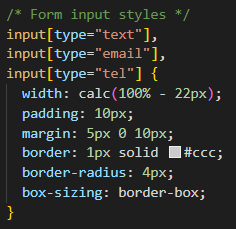 /* Form input styles */
input[type="text"],
input[type="email"],
input[type="tel"] {
  width: calc(100% - 22px);
  padding: 10px;
  margin: 5px 0 10px;
  border: 1px solid #ccc;
  border-radius: 4px;
  box-sizing: border-box;
}